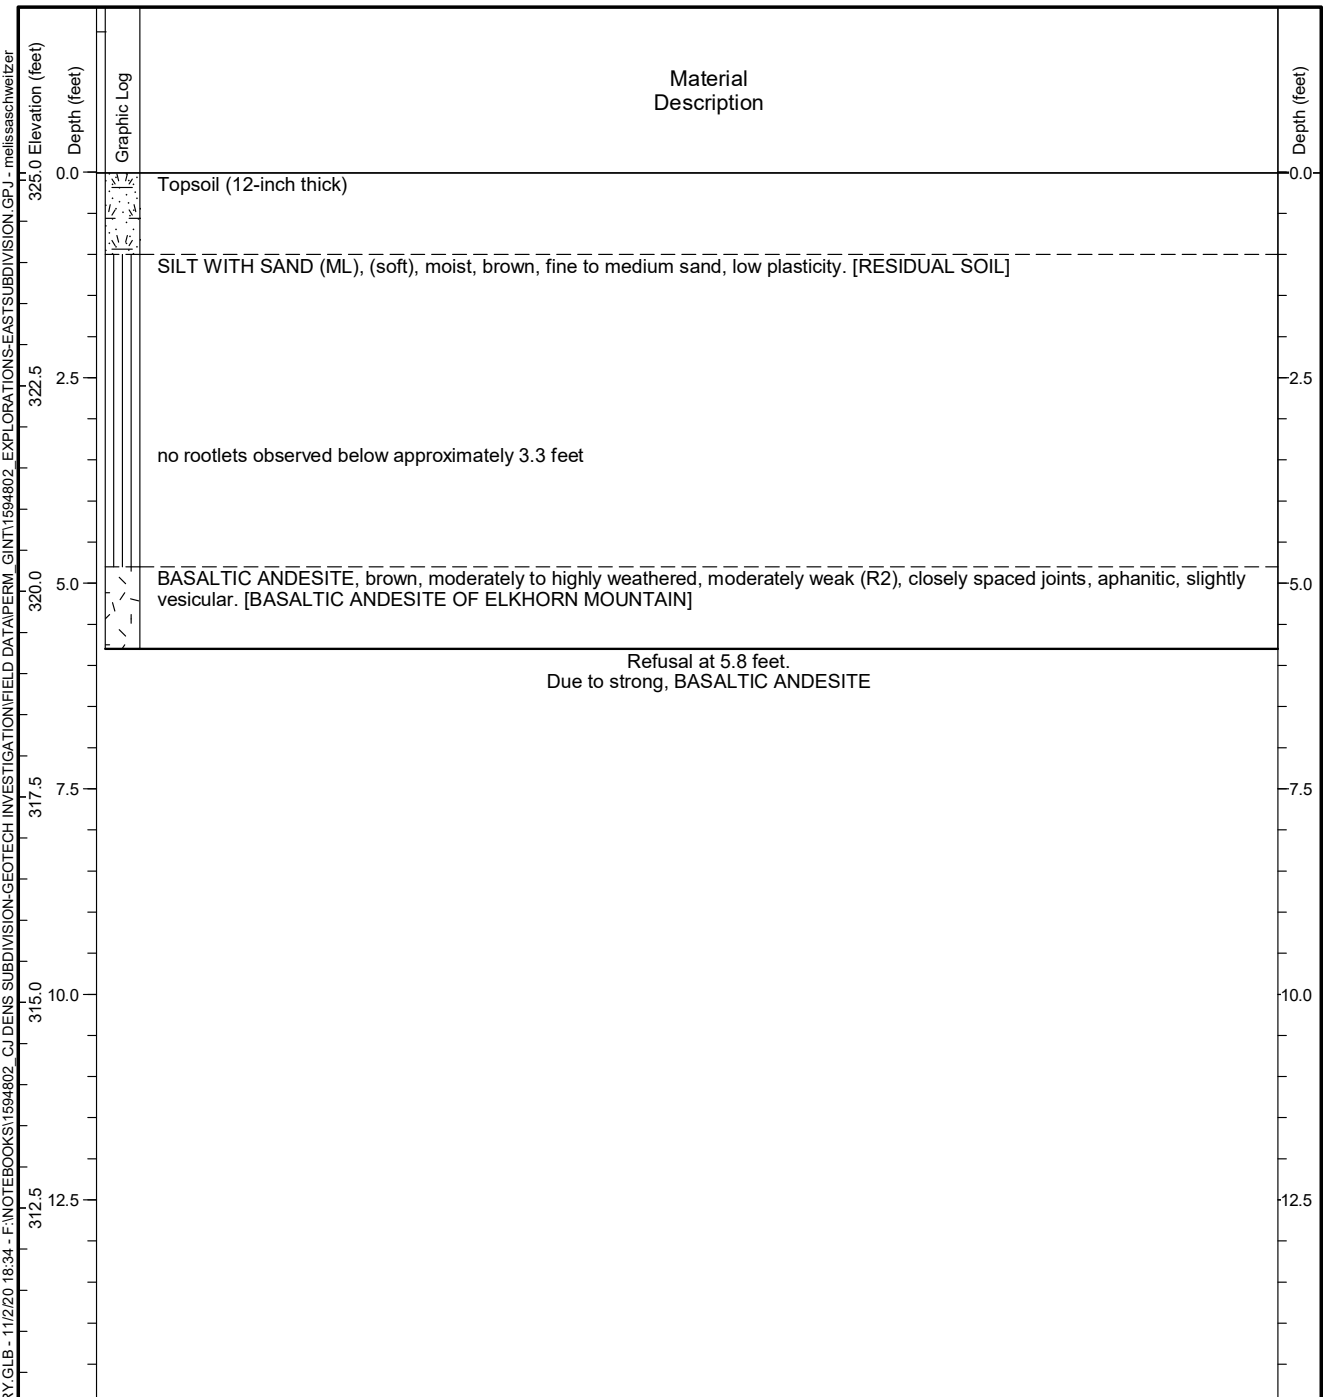 Elevation (feet)
Depth (feet)
Graphic Log
Material
Description
Depth (feet)
325.0
0.0
Topsoil (12-inch thick)
0.0
SILT WITH SAND (ML), (soft), moist, brown, fine to medium sand, low plasticity. [RESIDUAL SOIL]
322.5
2.5
2.5
no rootlets observed below approximately 3.3 feet
320.0
5.0
BASALTIC ANDESITE, brown, moderately to highly weathered, moderately weak (R2), closely spaced joints, aphanitic, slightly
vesicular. [BASALTIC ANDESITE OF ELKHORN MOUNTAIN]
5.0
Refusal at 5.8 feet.
Due to strong, BASALTIC ANDESITE
317.5
7.5
7.5
315.0
10.0
10.0
312.5
12.5
12.5
RY.GLB - 11/2/20 18:34 - F:\NOTEBOOKS\1594802_CJ DENS SUBDIVISION-GEOTECH INVESTIGATION\FIELD DATA\PERM_GINT\1594802_EXPLORATIONS-EASTSUBDIVISION.GPJ - melissaschweitzer